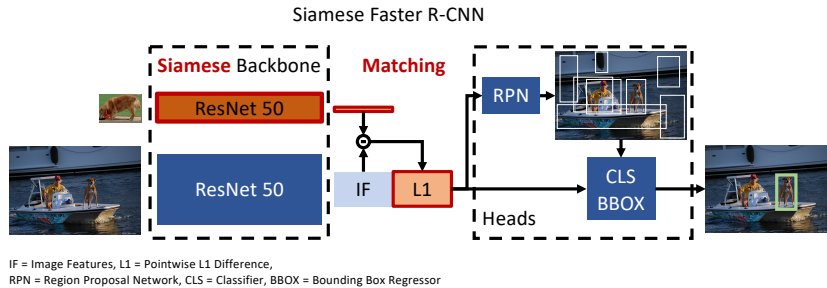 Siamese Faster R-CNN
Siamese Backbone
Matching
ResNet 50
RPN
ResNet 50
IF
L1
CLS
BBOX
Heads
IF = Image Features, L1 = Pointwise L1 Difference,
RPN = Region Proposal Network, CLS = Classifier, BBOX = Bounding Box Regressor